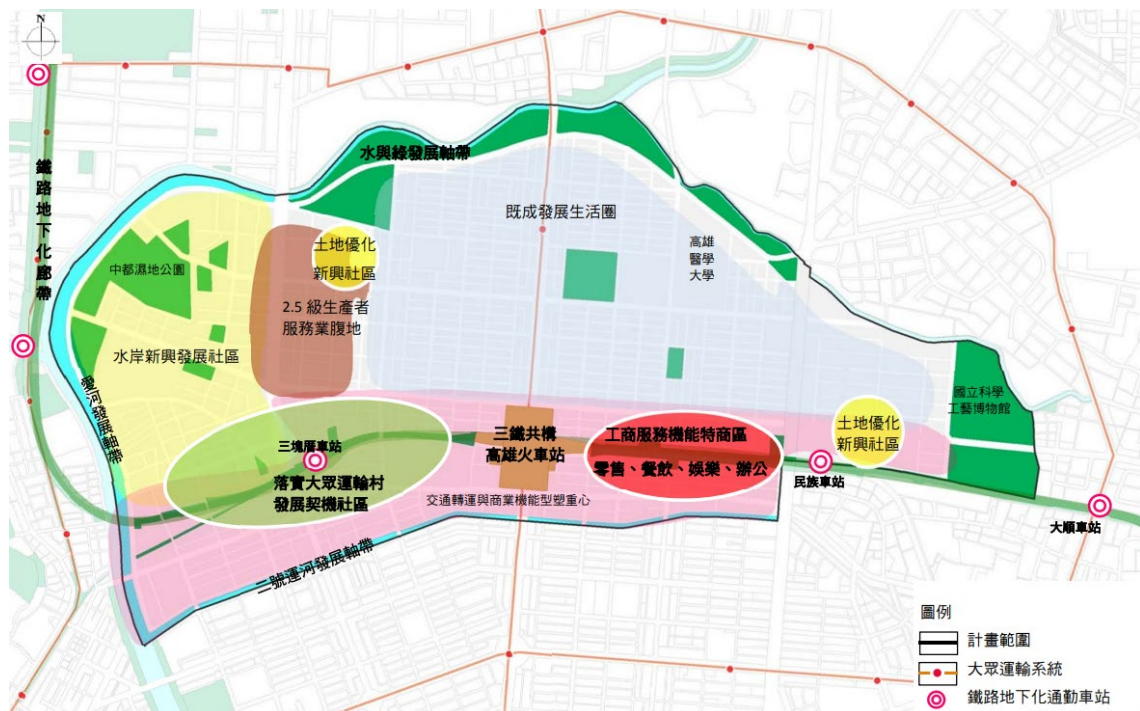 N
水與綠發展軸帶
鐵路地下化廊帶
既成發展生活圈
高雄
醫學
大學
土地優化
新興社區
中都濕地公園
2.5 級生產者
服務業腹地
水岸新興發展社區
愛河發展軸帶
國立科學
工藝博物館
三塊厝車站
落實大眾運輸村
發展契機社區
三鐵共構
高雄火車站
工商服務機能特商區
零售、餐飲、娛樂、辦公
土地優化
新興社區
民族車站
交通轉運與商業機能型塑重心
大順車站
二號運河發展軸帶
圖例
計畫範圍
大眾運輸系統
鐵路地下化通勤車站